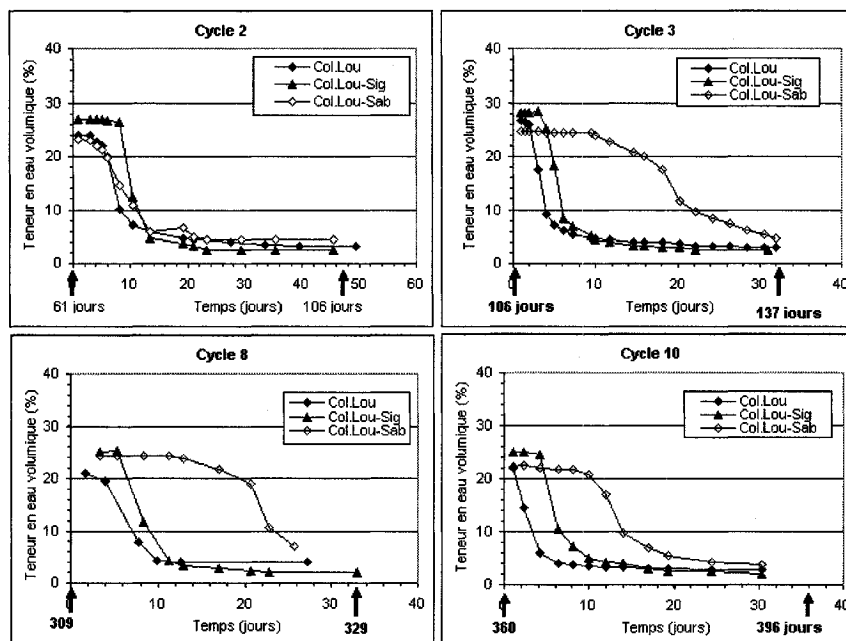 Cycle 2
Teneur en eau volumique (%)
40
30
20
10
0
Col.Lou
Col.Lou-Sig
Col.Lou-Sab
0
10
20
30
40
50
60
Temps (jours)
61 jours
106 jours
Cycle 3
Teneur en eau volumique (%)
40
30
20
10
0
Col.Lou
Col.Lou-Sig
Col.Lou-Sab
0
10
20
30
40
Temps (jours)
106 jours
137 jours
Cycle 8
Teneur en eau volumique (%)
40
30
20
10
0
Col.Lou
Col.Lou-Sig
Col.Lou-Sab
0
10
20
30
40
Temps (jours)
309
329
Cycle 10
Teneur en eau volumique (%)
40
30
20
10
0
Col.Lou
Col.Lou-Sig
Col.Lou-Sab
0
10
20
30
40
Temps (jours)
360
396 jours